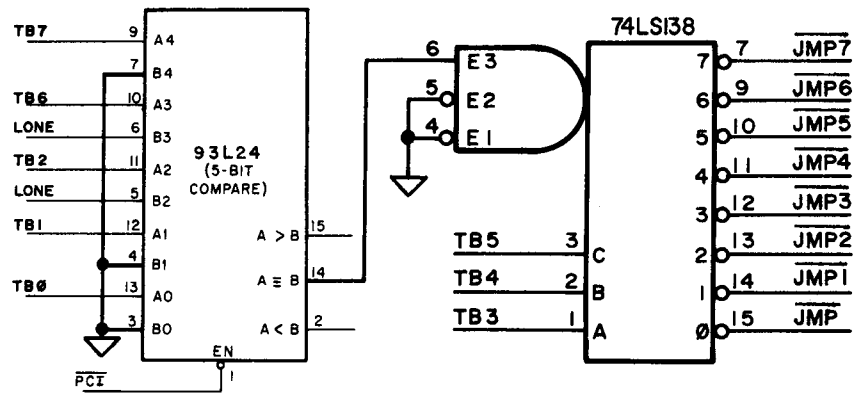 74LS138
TB7 9 A4
7 B4
TB6 10 A3
LONE 6 B3
TB2 11 A2
LONE 5 B2
TB1 12 A1
4 B1
TB0 13 A0
3 B0
93L24
(5-BIT
COMPARE)
A > B 15
A ≡ B 14
A < B 2
EN
PCI 1
6 E3
5 E2
4 E1
TB5 3 C
TB4 2 B
TB3 1 A
7 7 JMP7
6 9 JMP6
5 10 JMP5
4 11 JMP4
3 12 JMP3
2 13 JMP2
1 14 JMP1
0 15 JMP